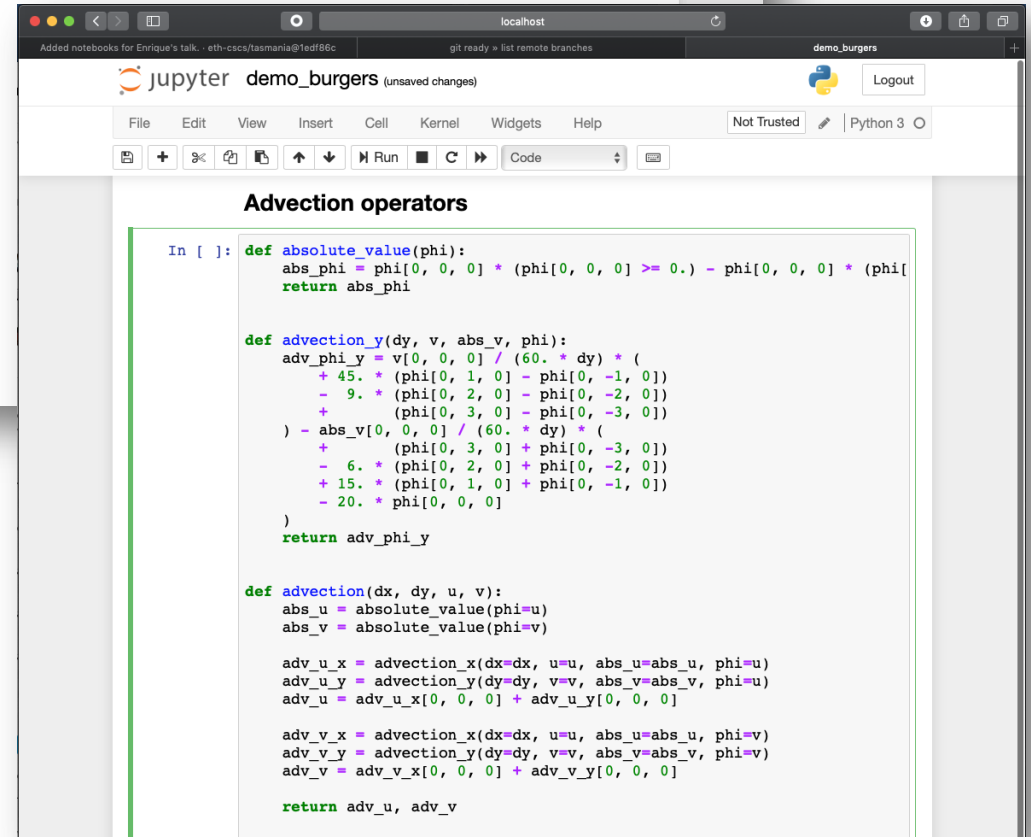 localhost
Added notebooks for Enrique's talk. · eth-cscs/tasmania@1edf86c
git ready » list remote branches
demo_burgers
jupyter demo_burgers (unsaved changes)
Logout
File Edit View Insert Cell Kernel Widgets Help
Not Trusted
Python 3
Run
Code
Advection operators
In [ ]: def absolute_value(phi):
    abs_phi = phi[0, 0, 0] * (phi[0, 0, 0] >= 0.) - phi[0, 0, 0] * (phi[
    return abs_phi
def advection_y(dy, v, abs_v, phi):
    adv_phi_y = v[0, 0, 0] / (60. * dy) * (
        + 45. * (phi[0, 1, 0] - phi[0, -1, 0])
        -  9. * (phi[0, 2, 0] - phi[0, -2, 0])
        +       (phi[0, 3, 0] - phi[0, -3, 0])
    ) - abs_v[0, 0, 0] / (60. * dy) * (
        +       (phi[0, 3, 0] + phi[0, -3, 0])
        -  6. * (phi[0, 2, 0] + phi[0, -2, 0])
        + 15. * (phi[0, 1, 0] + phi[0, -1, 0])
        - 20. * phi[0, 0, 0]
    )
    return adv_phi_y
def advection(dx, dy, u, v):
    abs_u = absolute_value(phi=u)
    abs_v = absolute_value(phi=v)
    adv_u_x = advection_x(dx=dx, u=u, abs_u=abs_u, phi=u)
    adv_u_y = advection_y(dy=dy, v=v, abs_v=abs_v, phi=u)
    adv_u = adv_u_x[0, 0, 0] + adv_u_y[0, 0, 0]
    adv_v_x = advection_x(dx=dx, u=u, abs_u=abs_u, phi=v)
    adv_v_y = advection_y(dy=dy, v=v, abs_v=abs_v, phi=v)
    adv_v = adv_v_x[0, 0, 0] + adv_v_y[0, 0, 0]
    return adv_u, adv_v